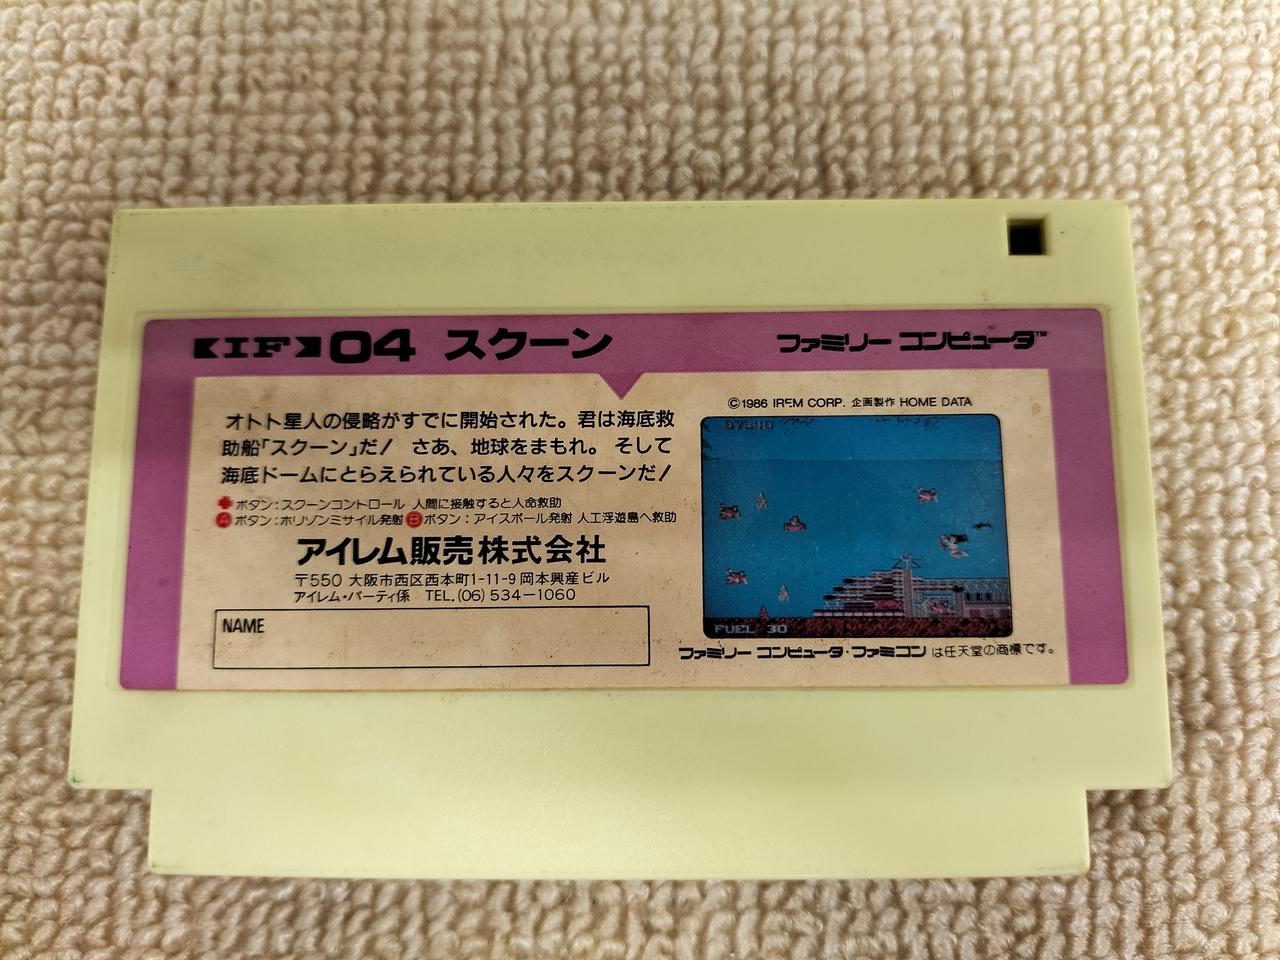 IF 04 スクーン
ファミリー コンピュータ™
オトト星人の侵略がすでに開始された。君は海底救
助船「スクーン」だ! さあ、地球をまもれ。そして
海底ドームにとらえられている人々をスクーンだ!
ボタン:スクーンコントロール 人間に接触すると人命救助
Aボタン:ホリゾンミサイル発射 Bボタン:アイスボール発射 人工浮遊島へ救助
アイレム販売株式会社
〒550 大阪市西区西本町1-11-9 岡本興産ビル
アイレム・パーティ係 TEL.(06)534-1060
NAME
©1986 IREM CORP. 企画製作 HOME DATA
FUEL 30
ファミリー コンピュータ・ファミコン は任天堂の商標です。